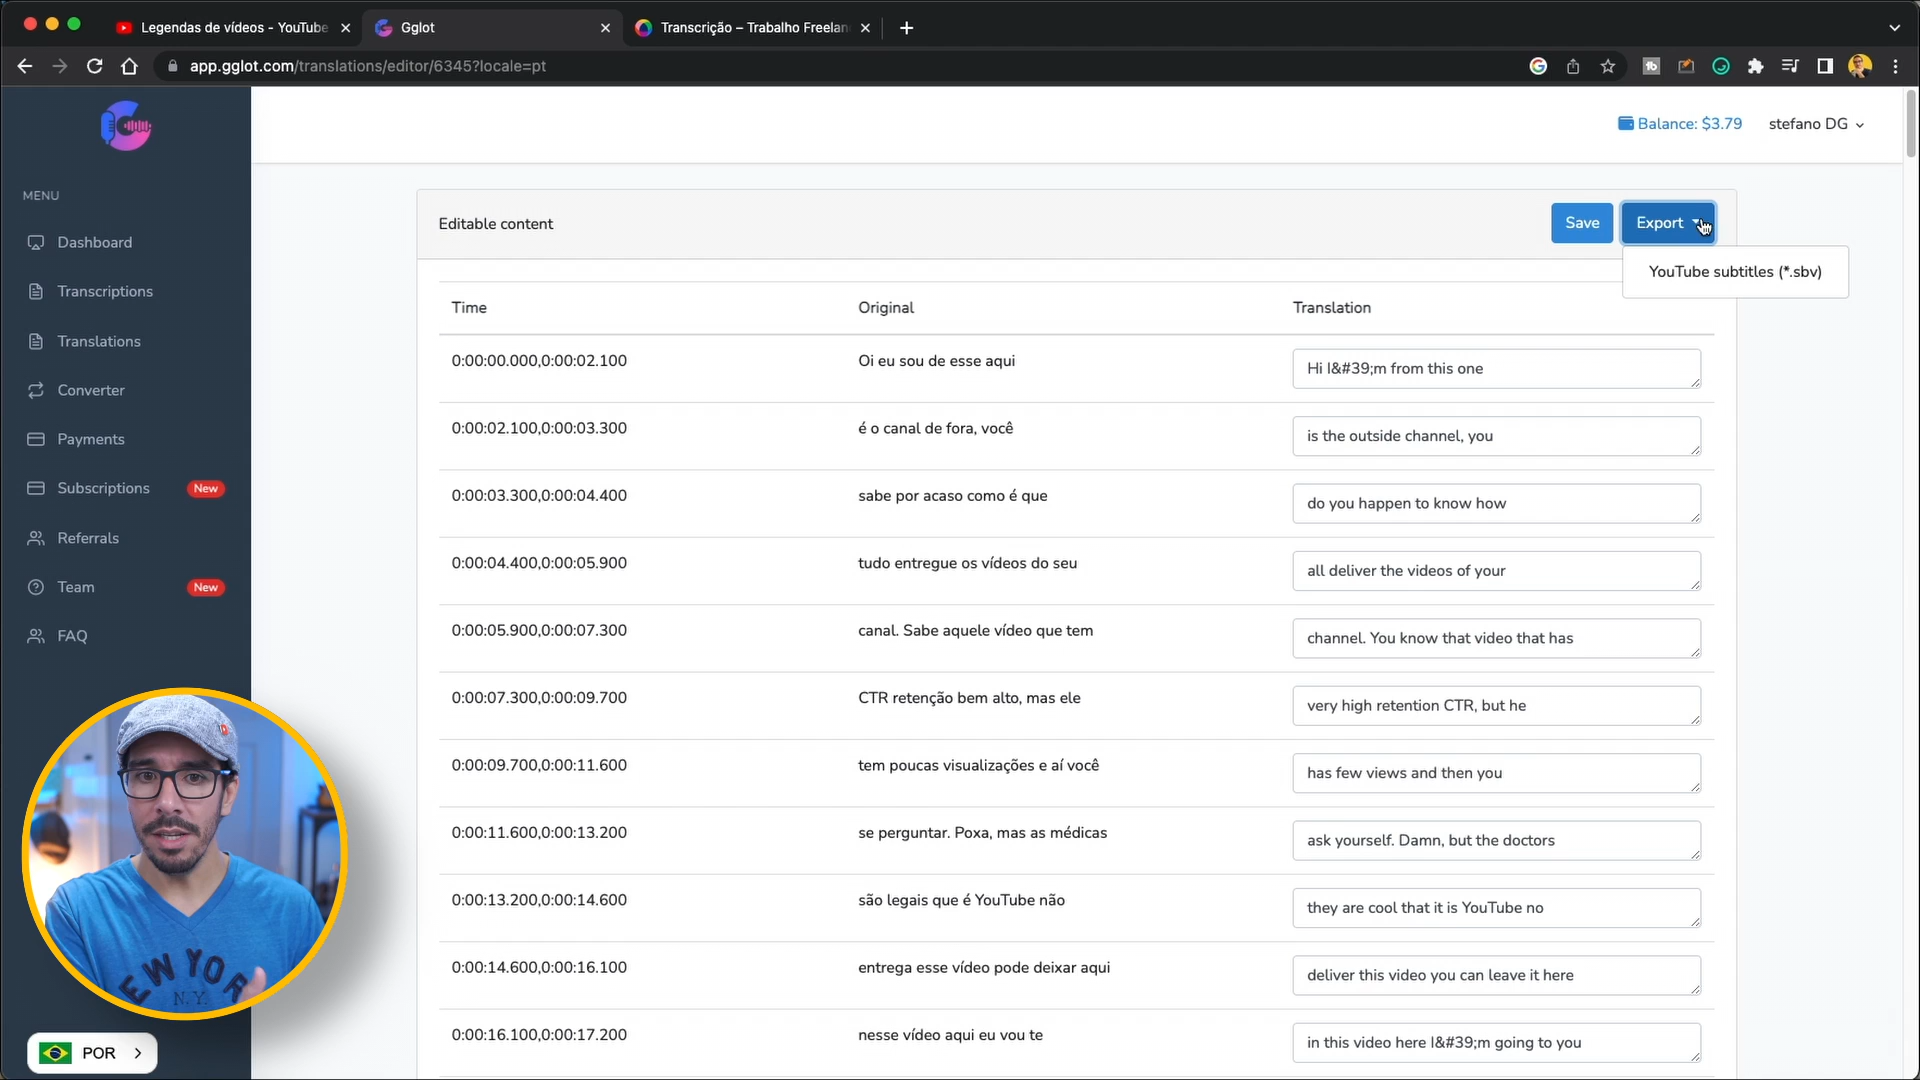 Legendas de vídeos - YouTube
Gglot
Transcrição – Trabalho Freelan
app.gglot.com/translations/editor/6345?locale=pt
Balance: $3.79
stefano DG
MENU
Dashboard
Transcriptions
Translations
Converter
Payments
Subscriptions New
Referrals
Team New
FAQ
POR
Editable content
Save
Export
YouTube subtitles (*.sbv)
Time Original Translation
0:00:00.000,0:00:02.100 Oi eu sou de esse aqui Hi I&#39;m from this one
0:00:02.100,0:00:03.300 é o canal de fora, você is the outside channel, you
0:00:03.300,0:00:04.400 sabe por acaso como é que do you happen to know how
0:00:04.400,0:00:05.900 tudo entregue os vídeos do seu all deliver the videos of your
0:00:05.900,0:00:07.300 canal. Sabe aquele vídeo que tem channel. You know that video that has
0:00:07.300,0:00:09.700 CTR retenção bem alto, mas ele very high retention CTR, but he
0:00:09.700,0:00:11.600 tem poucas visualizações e aí você has few views and then you
0:00:11.600,0:00:13.200 se perguntar. Poxa, mas as médicas ask yourself. Damn, but the doctors
0:00:13.200,0:00:14.600 são legais que é YouTube não they are cool that it is YouTube no
0:00:14.600,0:00:16.100 entrega esse vídeo pode deixar aqui deliver this video you can leave it here
0:00:16.100,0:00:17.200 nesse vídeo aqui eu vou te in this video here I&#39;m going to you
EW YOR
N.Y.